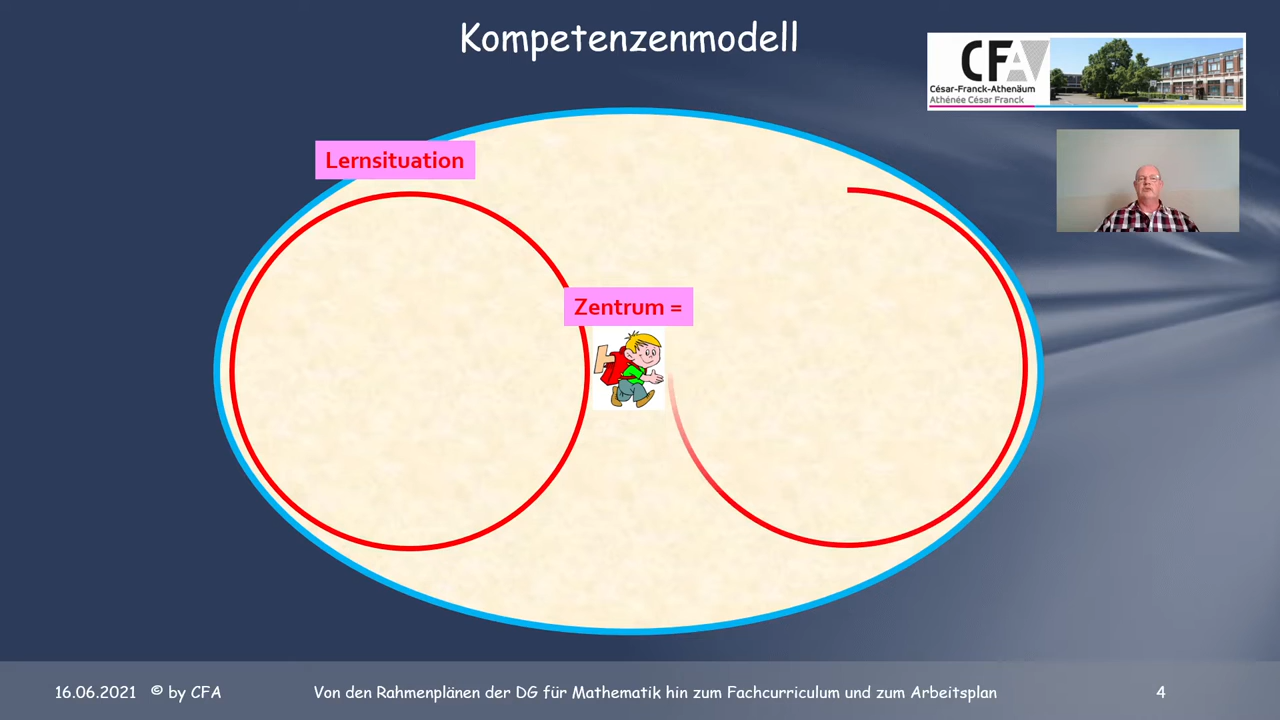 Kompetenzenmodell
CFA
César-Franck-Athenäum
Athénée César Franck
Lernsituation
Zentrum =
16.06.2021 © by CFA
Von den Rahmenplänen der DG für Mathematik hin zum Fachcurriculum und zum Arbeitsplan
4